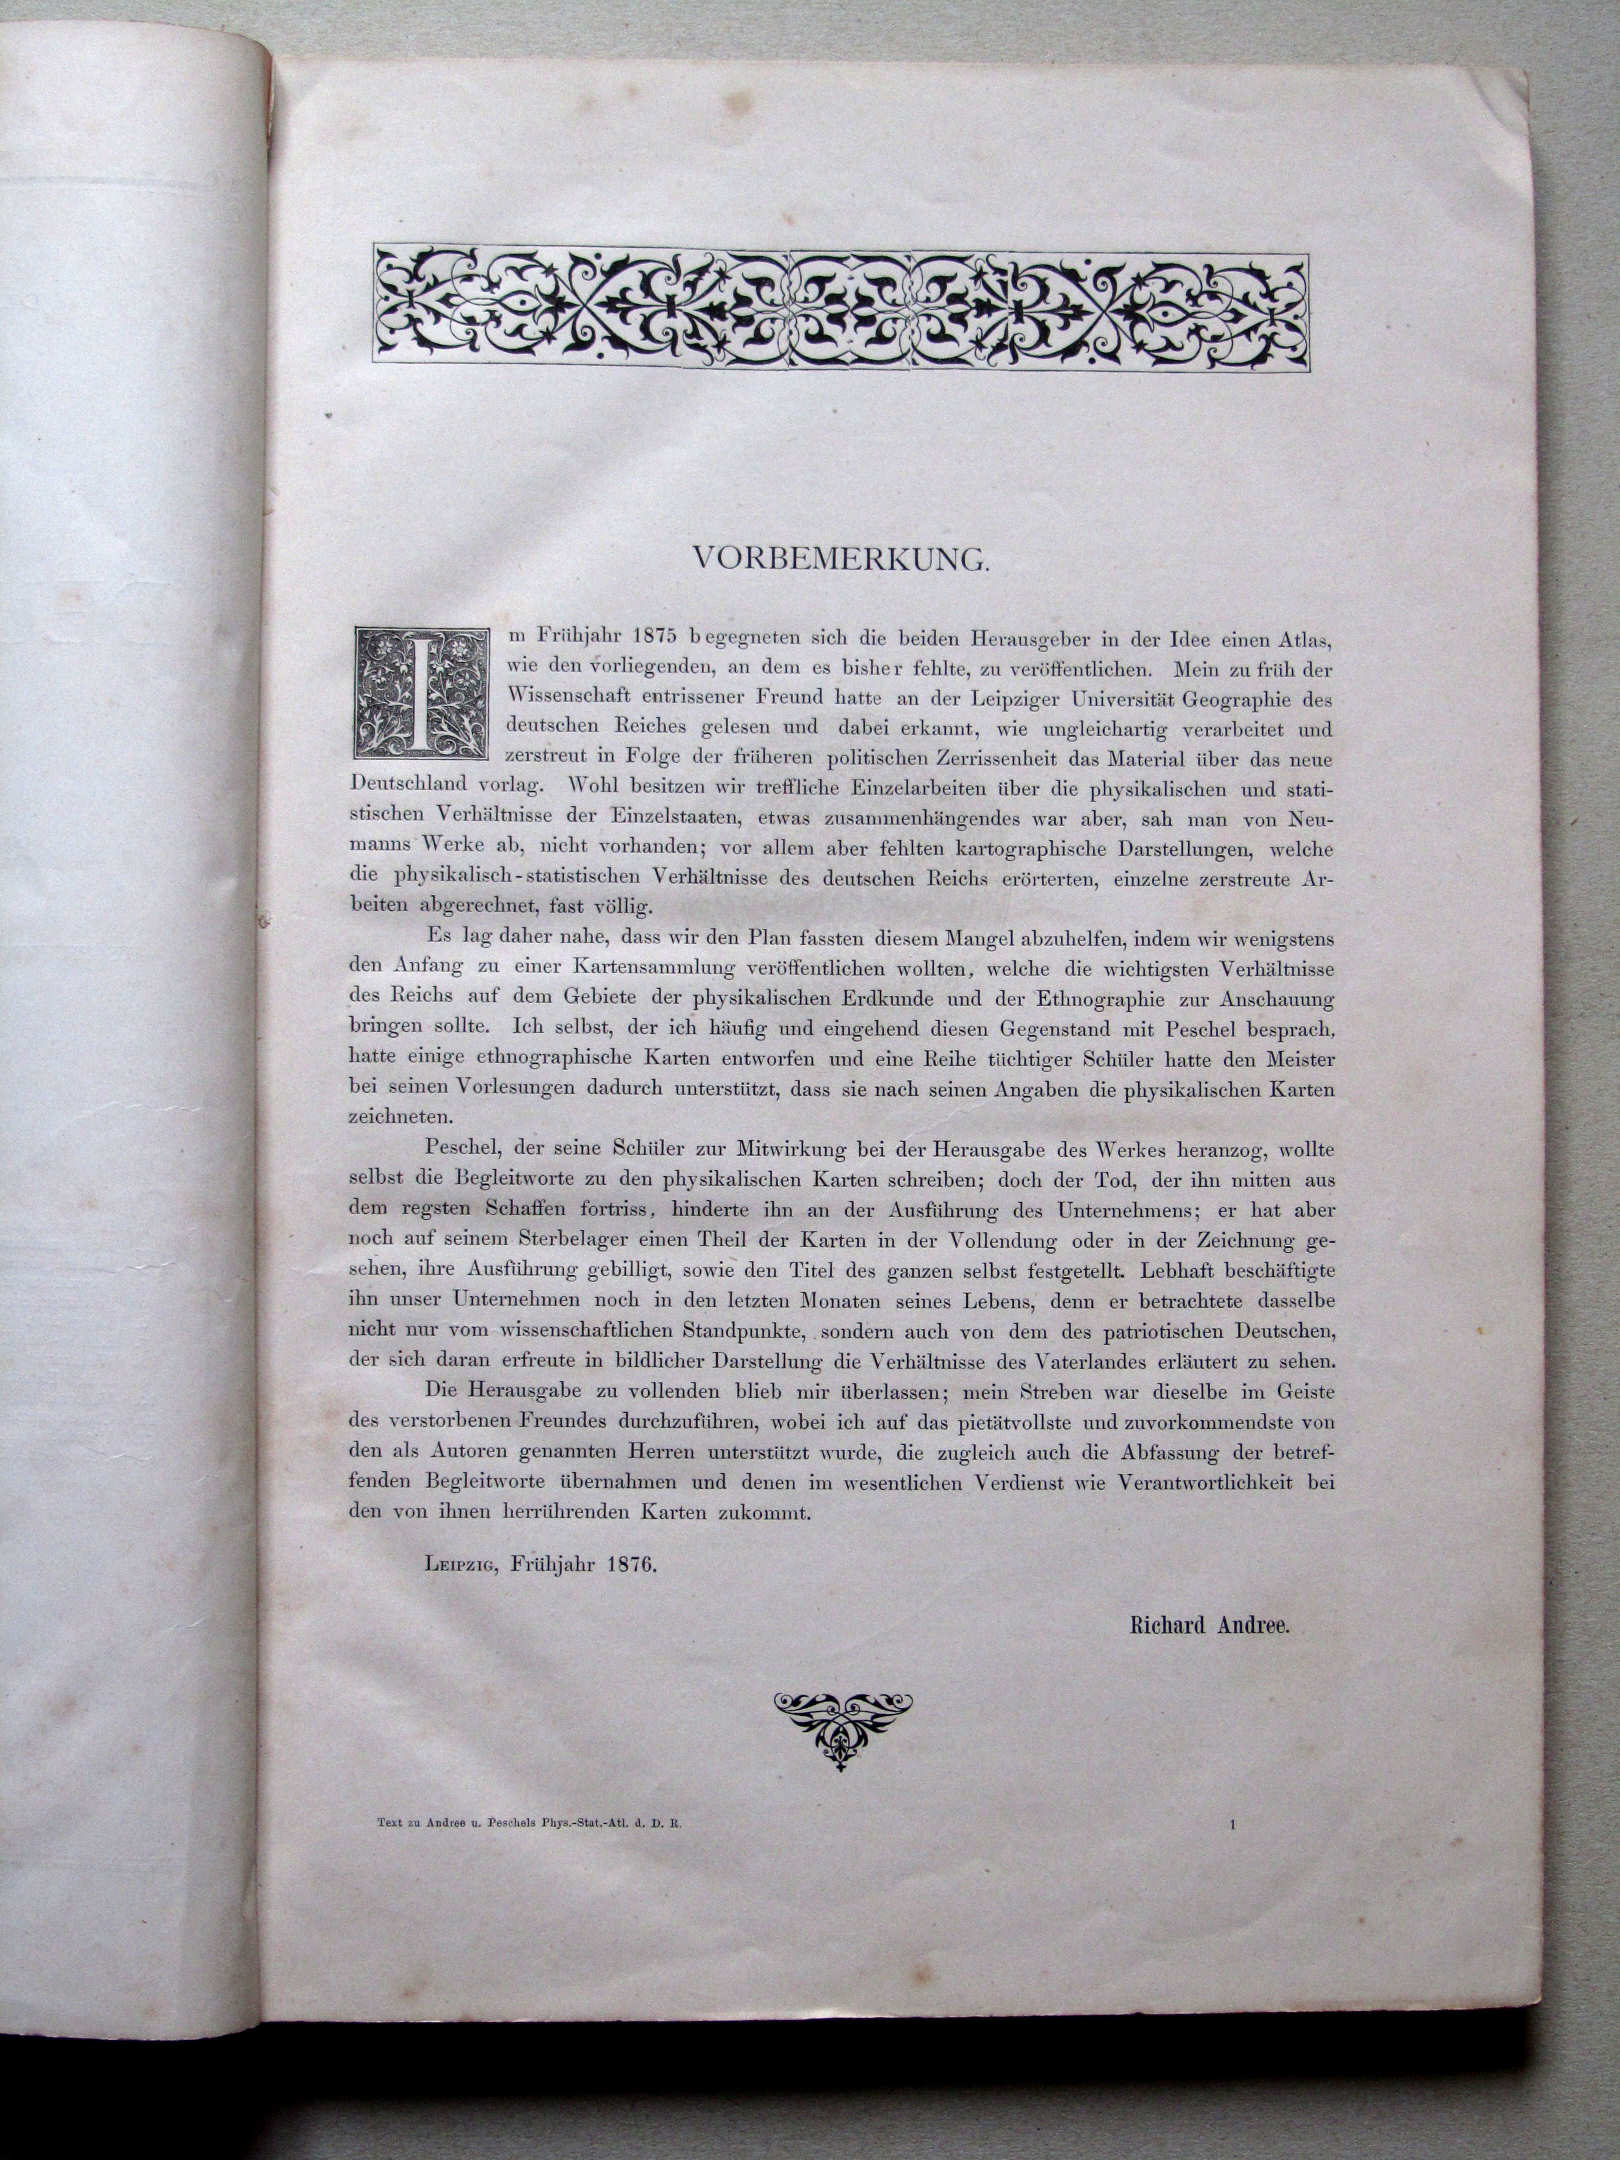 VORBEMERKUNG.
Im Frühjahr 1875 begegneten sich die beiden Herausgeber in der Idee einen Atlas,
wie den vorliegenden, an dem es bisher fehlte, zu veröffentlichen. Mein zu früh der
Wissenschaft entrissener Freund hatte an der Leipziger Universität Geographie des
deutschen Reiches gelesen und dabei erkannt, wie ungleichartig verarbeitet und
zerstreut in Folge der früheren politischen Zerrissenheit das Material über das neue
Deutschland vorlag. Wohl besitzen wir treffliche Einzelarbeiten über die physikalischen und stati-
stischen Verhältnisse der Einzelstaaten, etwas zusammenhängendes war aber, sah man von Neu-
manns Werke ab, nicht vorhanden; vor allem aber fehlten kartographische Darstellungen, welche
die physikalisch-statistischen Verhältnisse des deutschen Reichs erörterten, einzelne zerstreute Ar-
beiten abgerechnet, fast völlig.
Es lag daher nahe, dass wir den Plan fassten diesem Mangel abzuhelfen, indem wir wenigstens
den Anfang zu einer Kartensammlung veröffentlichen wollten, welche die wichtigsten Verhältnisse
des Reichs auf dem Gebiete der physikalischen Erdkunde und der Ethnographie zur Anschauung
bringen sollte. Ich selbst, der ich häufig und eingehend diesen Gegenstand mit Peschel besprach,
hatte einige ethnographische Karten entworfen und eine Reihe tüchtiger Schüler hatte den Meister
bei seinen Vorlesungen dadurch unterstützt, dass sie nach seinen Angaben die physikalischen Karten
zeichneten.
Peschel, der seine Schüler zur Mitwirkung bei der Herausgabe des Werkes heranzog, wollte
selbst die Begleitworte zu den physikalischen Karten schreiben; doch der Tod, der ihn mitten aus
dem regsten Schaffen fortriss, hinderte ihn an der Ausführung des Unternehmens; er hat aber
noch auf seinem Sterbelager einen Theil der Karten in der Vollendung oder in der Zeichnung ge-
sehen, ihre Ausführung gebilligt, sowie den Titel des ganzen selbst festgetellt. Lebhaft beschäftigte
ihn unser Unternehmen noch in den letzten Monaten seines Lebens, denn er betrachtete dasselbe
nicht nur vom wissenschaftlichen Standpunkte, sondern auch von dem des patriotischen Deutschen,
der sich daran erfreute in bildlicher Darstellung die Verhältnisse des Vaterlandes erläutert zu sehen.
Die Herausgabe zu vollenden blieb mir überlassen; mein Streben war dieselbe im Geiste
des verstorbenen Freundes durchzuführen, wobei ich auf das pietätvollste und zuvorkommendste von
den als Autoren genannten Herren unterstützt wurde, die zugleich auch die Abfassung der betref-
fenden Begleitworte übernahmen und denen im wesentlichen Verdienst wie Verantwortlichkeit bei
den von ihnen herrührenden Karten zukommt.
LEIPZIG, Frühjahr 1876.
Richard Andree.
Text zu Andree u. Peschels Phys.-Stat.-Atl. d. D. R. 1